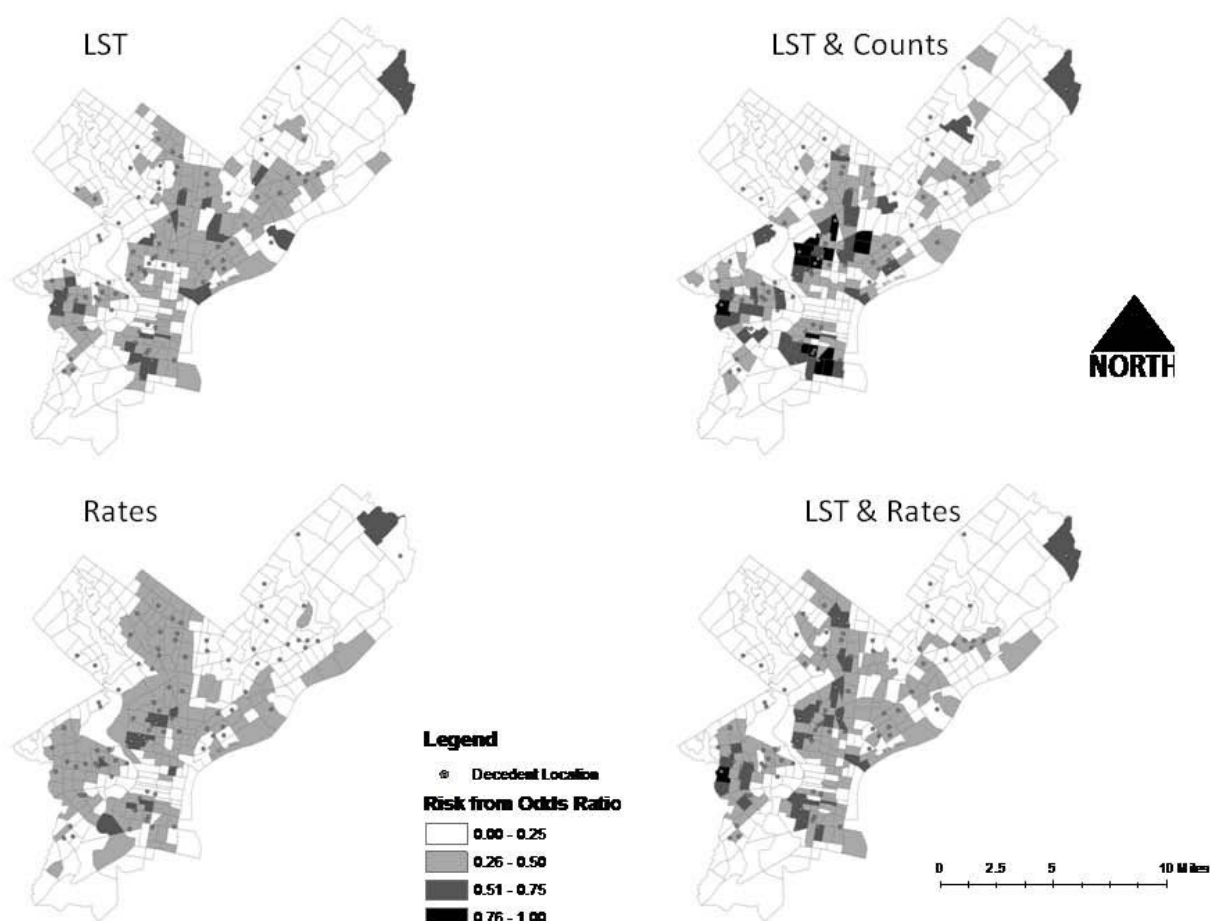 LST
LST & Counts
NORTH
Rates
LST & Rates
Legend
Decedent Location
Risk from Odds Ratio
0.00 - 0.25
0.26 - 0.50
0.51 - 0.75
0.76 - 1.00
0 2.5 5 10 Miles